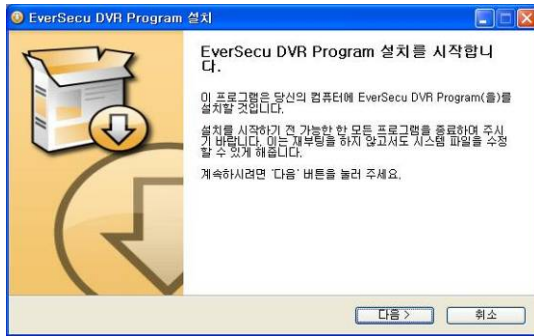 EverSecu DVR Program 설치
EverSecu DVR Program 설치를 시작합니
다.
이 프로그램은 당신의 컴퓨터에 EverSecu DVR Program(을)를
설치할 것입니다.
설치를 시작하기 전 가능한 한 모든 프로그램을 종료하여 주시
기 바랍니다. 이는 재부팅을 하지 않고서도 시스템 파일을 수정
할 수 있게 해줍니다.
계속하시려면 '다음' 버튼을 눌러 주세요.
다음 >
취소